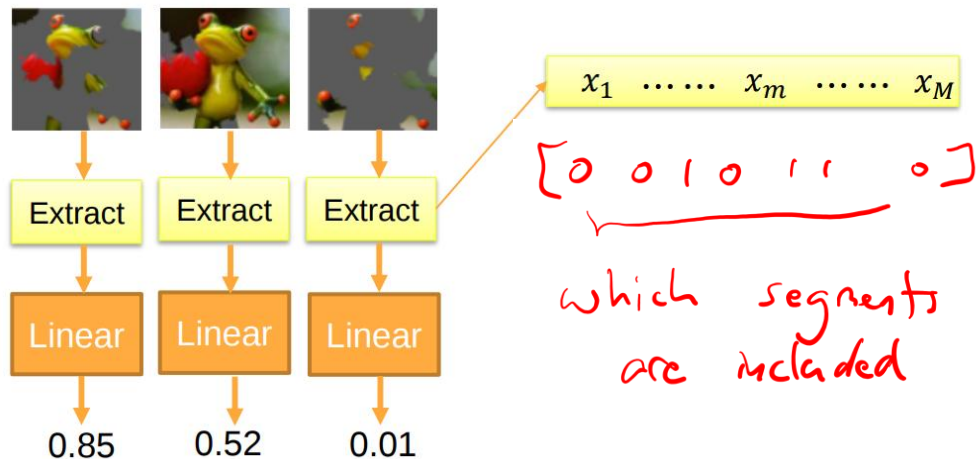 x₁ …… xₘ …… x_M
[0 0 1 0 1 1 0]
Extract Extract Extract
which segments
Linear Linear Linear
are included
0.85 0.52 0.01